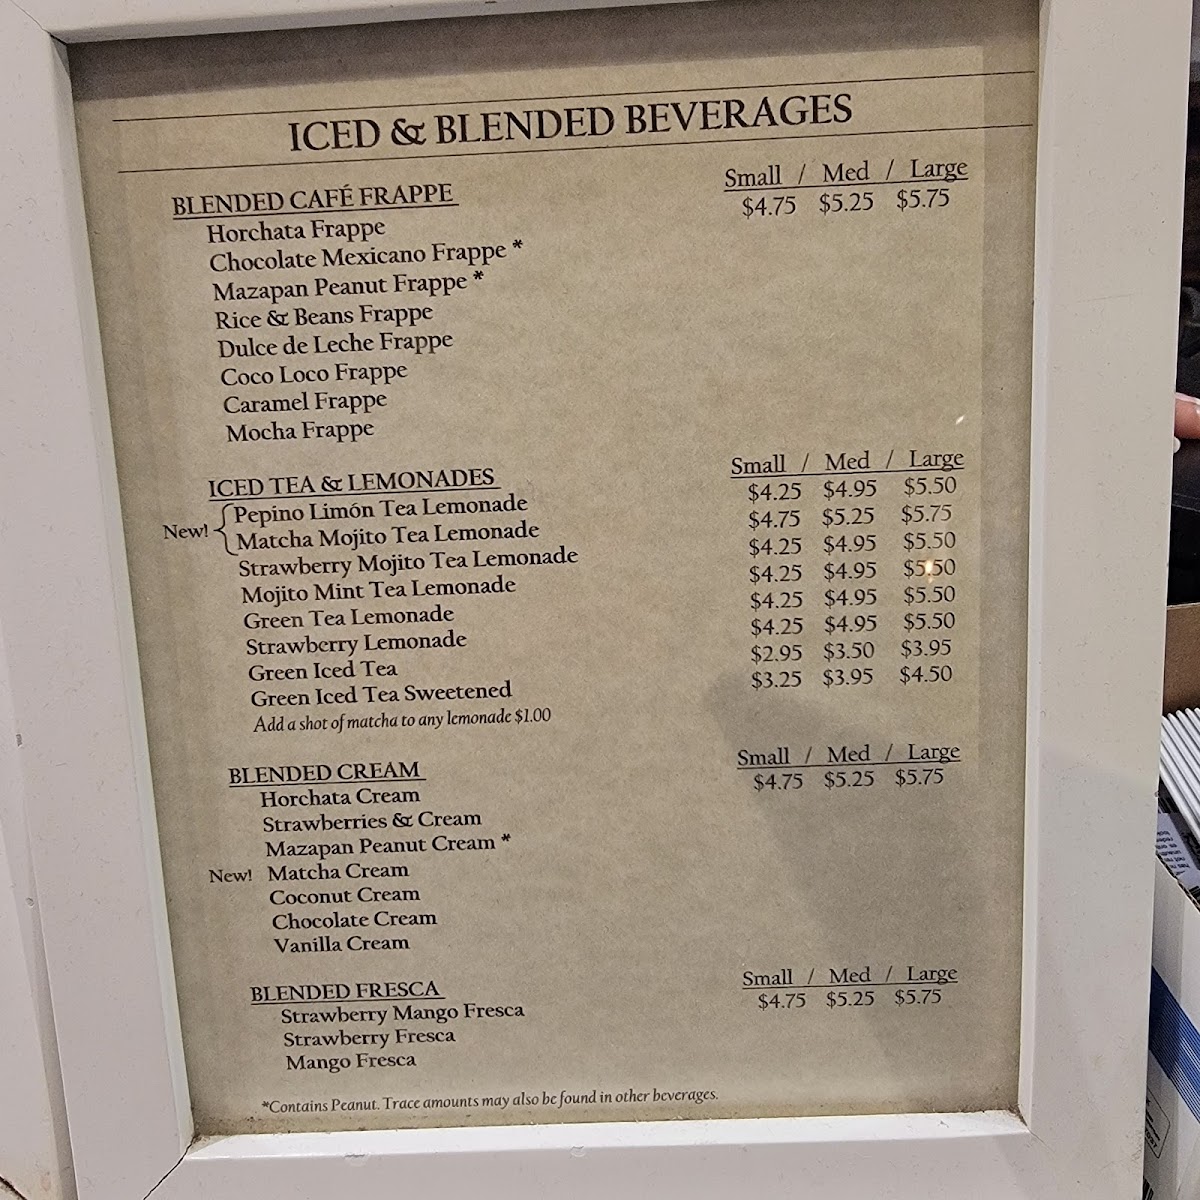 ICED & BLENDED BEVERAGES
BLENDED CAFÉ FRAPPE Small / Med / Large
$4.75 $5.25 $5.75
Horchata Frappe
Chocolate Mexicano Frappe *
Mazapan Peanut Frappe *
Rice & Beans Frappe
Dulce de Leche Frappe
Coco Loco Frappe
Caramel Frappe
Mocha Frappe
ICED TEA & LEMONADES Small / Med / Large
New! Pepino Limón Tea Lemonade $4.25 $4.95 $5.50
Matcha Mojito Tea Lemonade $4.75 $5.25 $5.75
Strawberry Mojito Tea Lemonade $4.25 $4.95 $5.50
Mojito Mint Tea Lemonade $4.25 $4.95 $5.50
Green Tea Lemonade $4.25 $4.95 $5.50
Strawberry Lemonade $4.25 $4.95 $5.50
Green Iced Tea $2.95 $3.50 $3.95
Green Iced Tea Sweetened $3.25 $3.95 $4.50
Add a shot of matcha to any lemonade $1.00
BLENDED CREAM Small / Med / Large
$4.75 $5.25 $5.75
Horchata Cream
Strawberries & Cream
Mazapan Peanut Cream *
New! Matcha Cream
Coconut Cream
Chocolate Cream
Vanilla Cream
BLENDED FRESCA Small / Med / Large
$4.75 $5.25 $5.75
Strawberry Mango Fresca
Strawberry Fresca
Mango Fresca
*Contains Peanut. Trace amounts may also be found in other beverages.